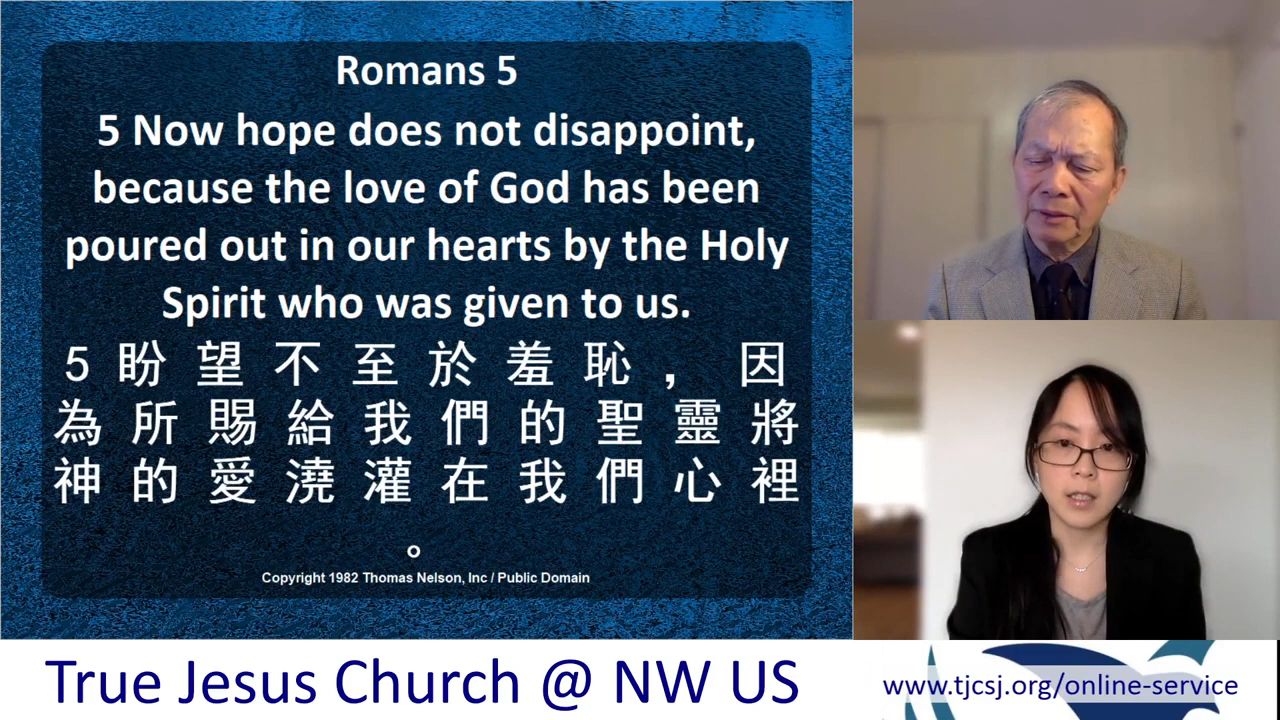 Romans 5
5 Now hope does not disappoint,
because the love of God has been
poured out in our hearts by the Holy
Spirit who was given to us.
5 盼 望 不 至 於 羞 恥 ， 因
為 所 賜 給 我 們 的 聖 靈 將
神 的 愛 澆 灌 在 我 們 心 裡
。
Copyright 1982 Thomas Nelson, Inc / Public Domain
True Jesus Church @ NW US
www.tjcsj.org/online-service